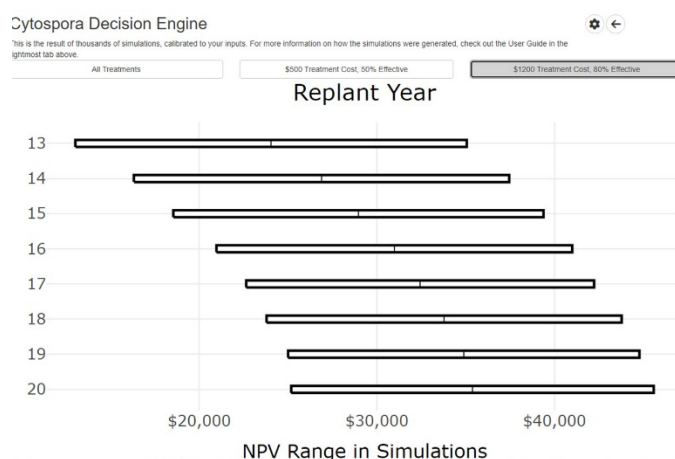 Cytospora Decision Engine
This is the result of thousands of simulations, calibrated to your inputs. For more information on how the simulations were generated, check out the User Guide in the
rightmost tab above.
All Treatments
$500 Treatment Cost, 50% Effective
$1200 Treatment Cost, 80% Effective
Replant Year
13
14
15
16
17
18
19
20
$20,000
$30,000
$40,000
NPV Range in Simulations